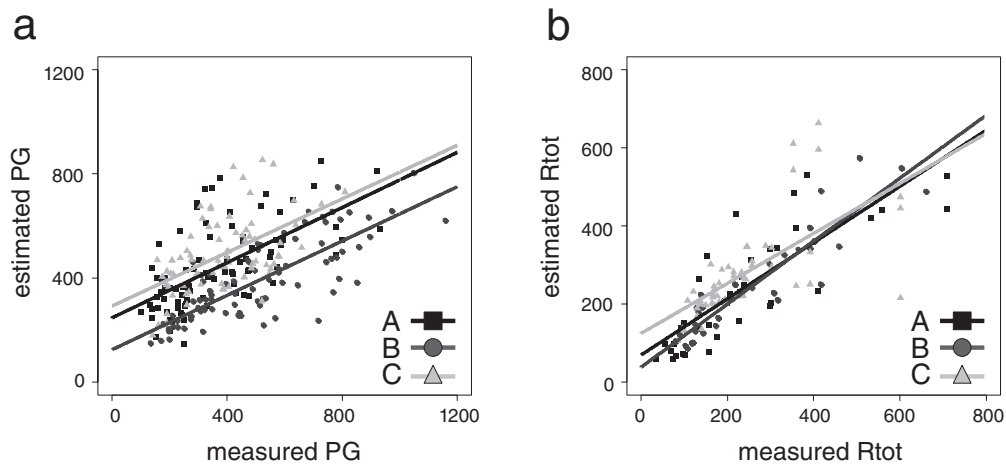 a
estimated PG
1200
800
400
0
0 400 800 1200
measured PG
A
B
C
b
estimated Rtot
800
600
400
200
0
0 200 400 600 800
measured Rtot
A
B
C